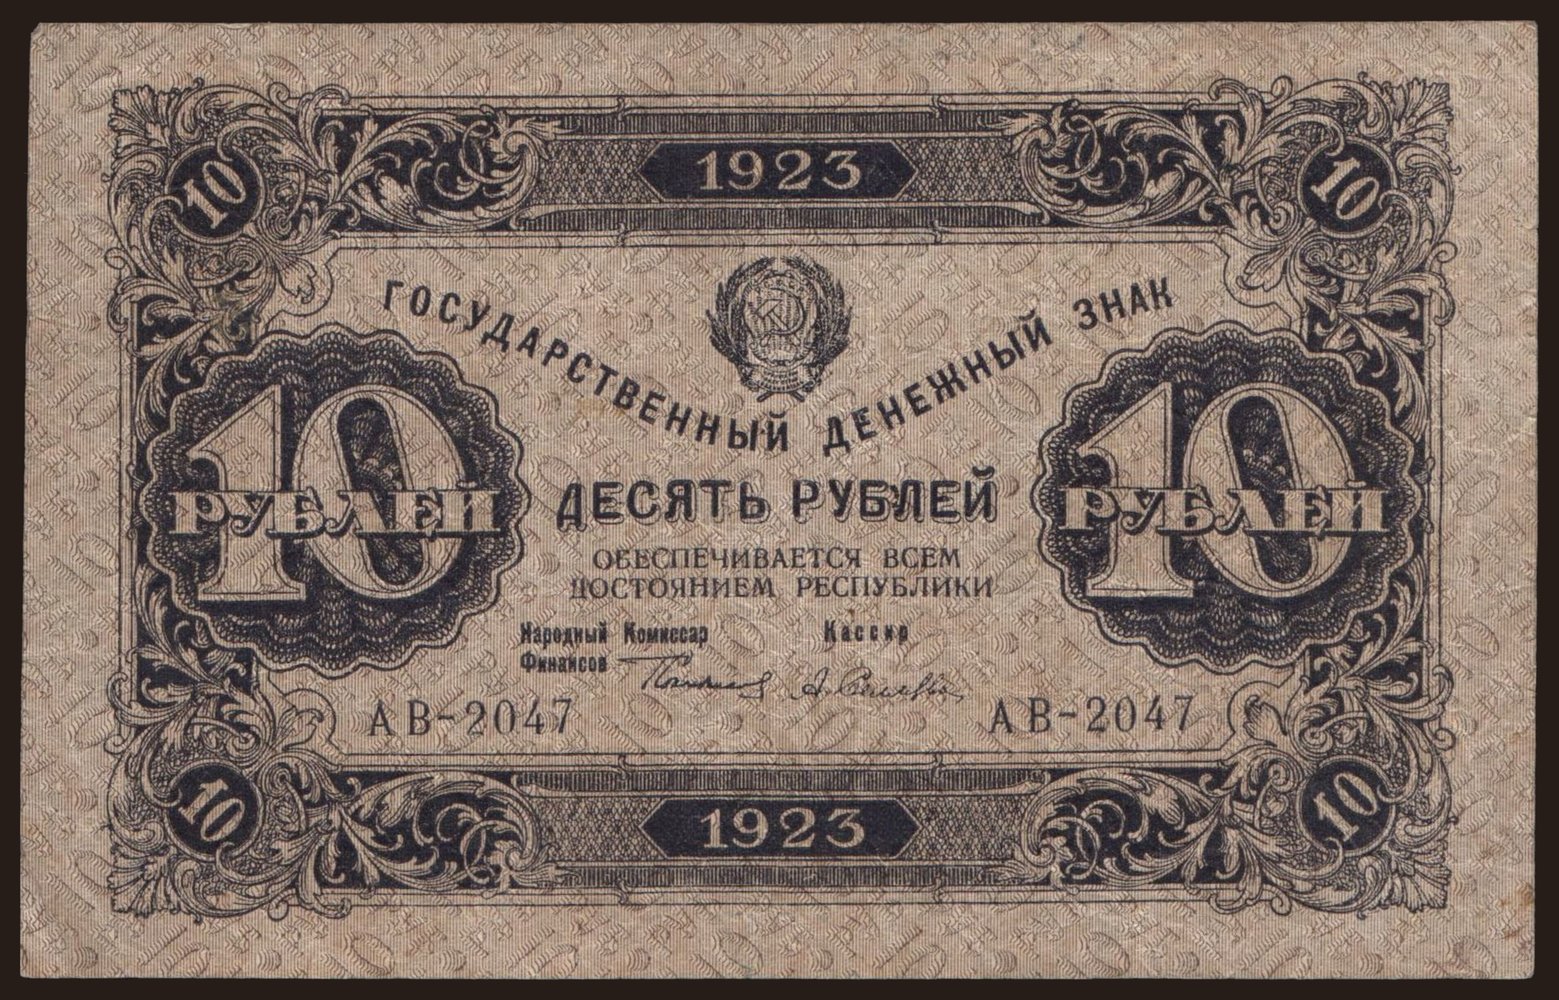 1923
10
10
ГОСУДАРСТВЕННЫЙ ДЕНЕЖНЫЙ ЗНАК
10 РУБЛЕЙ
10 РУБЛЕЙ
ДЕСЯТЬ РУБЛЕЙ
ОБЕСПЕЧИВАЕТСЯ ВСЕМ
ДОСТОЯНИЕМ РЕСПУБЛИКИ
Народный Комиссар
Финансов
Кассир
АВ-2047
АВ-2047
10
10
1923